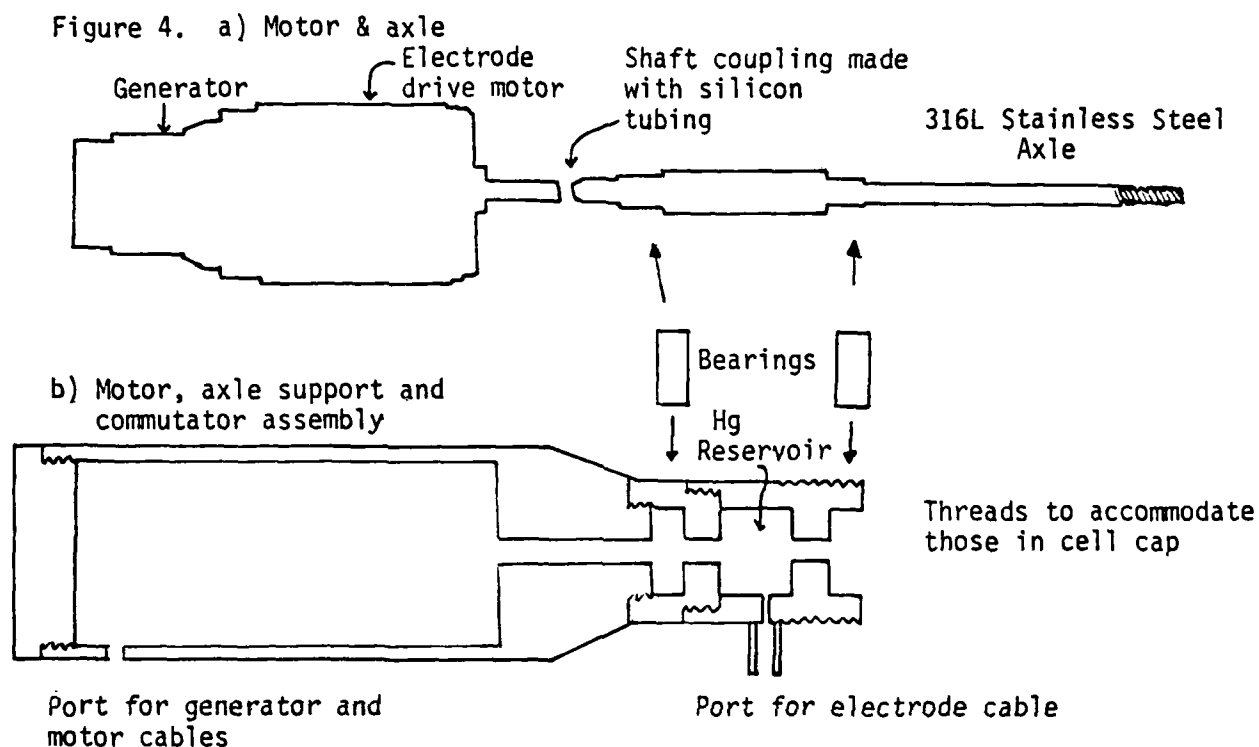 Figure 4. a) Motor & axle
Generator
Electrode
drive motor
Shaft coupling made
with silicon
tubing
316L Stainless Steel
Axle
Bearings
b) Motor, axle support and
commutator assembly
Hg
Reservoir
Threads to accommodate
those in cell cap
Port for generator and
motor cables
Port for electrode cable